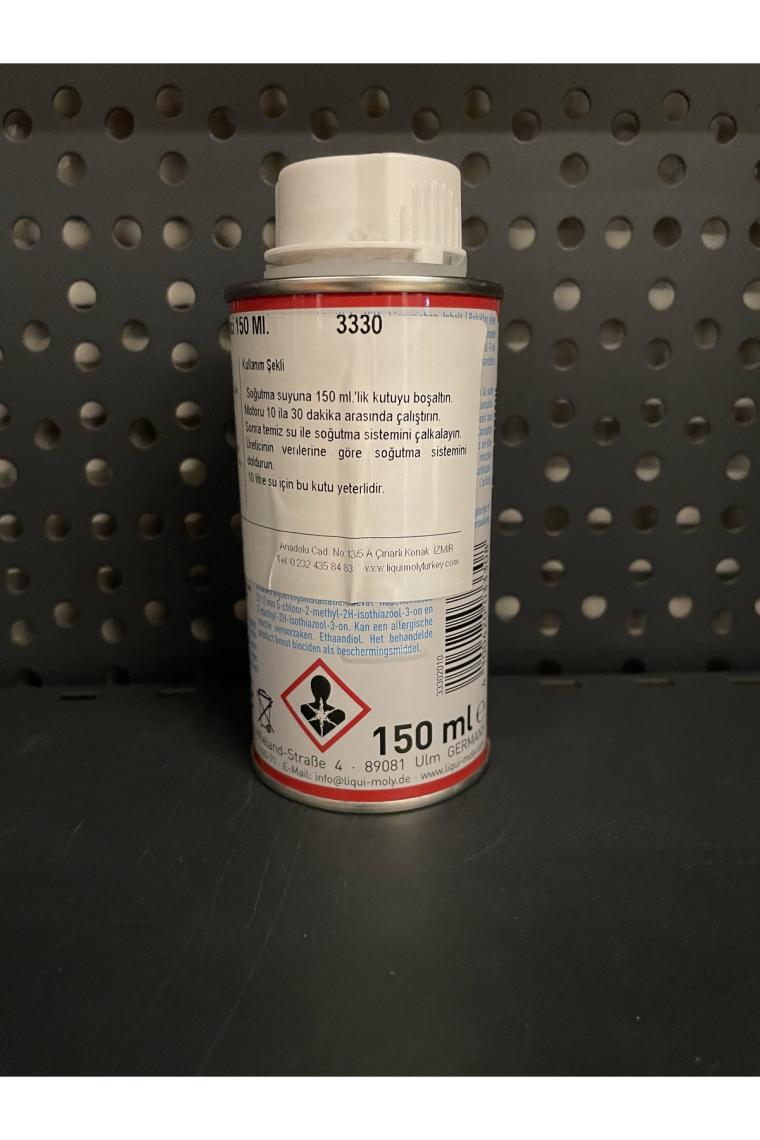 150 Ml. 3330
Kullanım Şekli
Soğutma suyuna 150 ml.'lik kutuyu boşaltın.
Motoru 10 ila 30 dakika arasında çalıştırın.
Sonra temiz su ile soğutma sistemini çalkalayın.
Üreticinin verilerine göre soğutma sistemini
doldurun.
10 litre su için bu kutu yeterlidir.
Anadolu Cad. No 13/5 A Çınarlı Konak İZMİR
Tel 0 232 435 84 83 www.liquimolyturkey.com
van 5-chloor-2-methyl-2H-isothiazool-3-on en
methyl-2H-isothiazool-3-on. Kan een allergische
reactie veroorzaken. Ethaandiol. Het behandelde
product bevat biociden als beschermingsmiddel.
33302010
150 ml e
-Wieland-Straße 4 · 89081 Ulm GERMANY
E-Mail: info@liqui-moly.de · www.liqui-moly